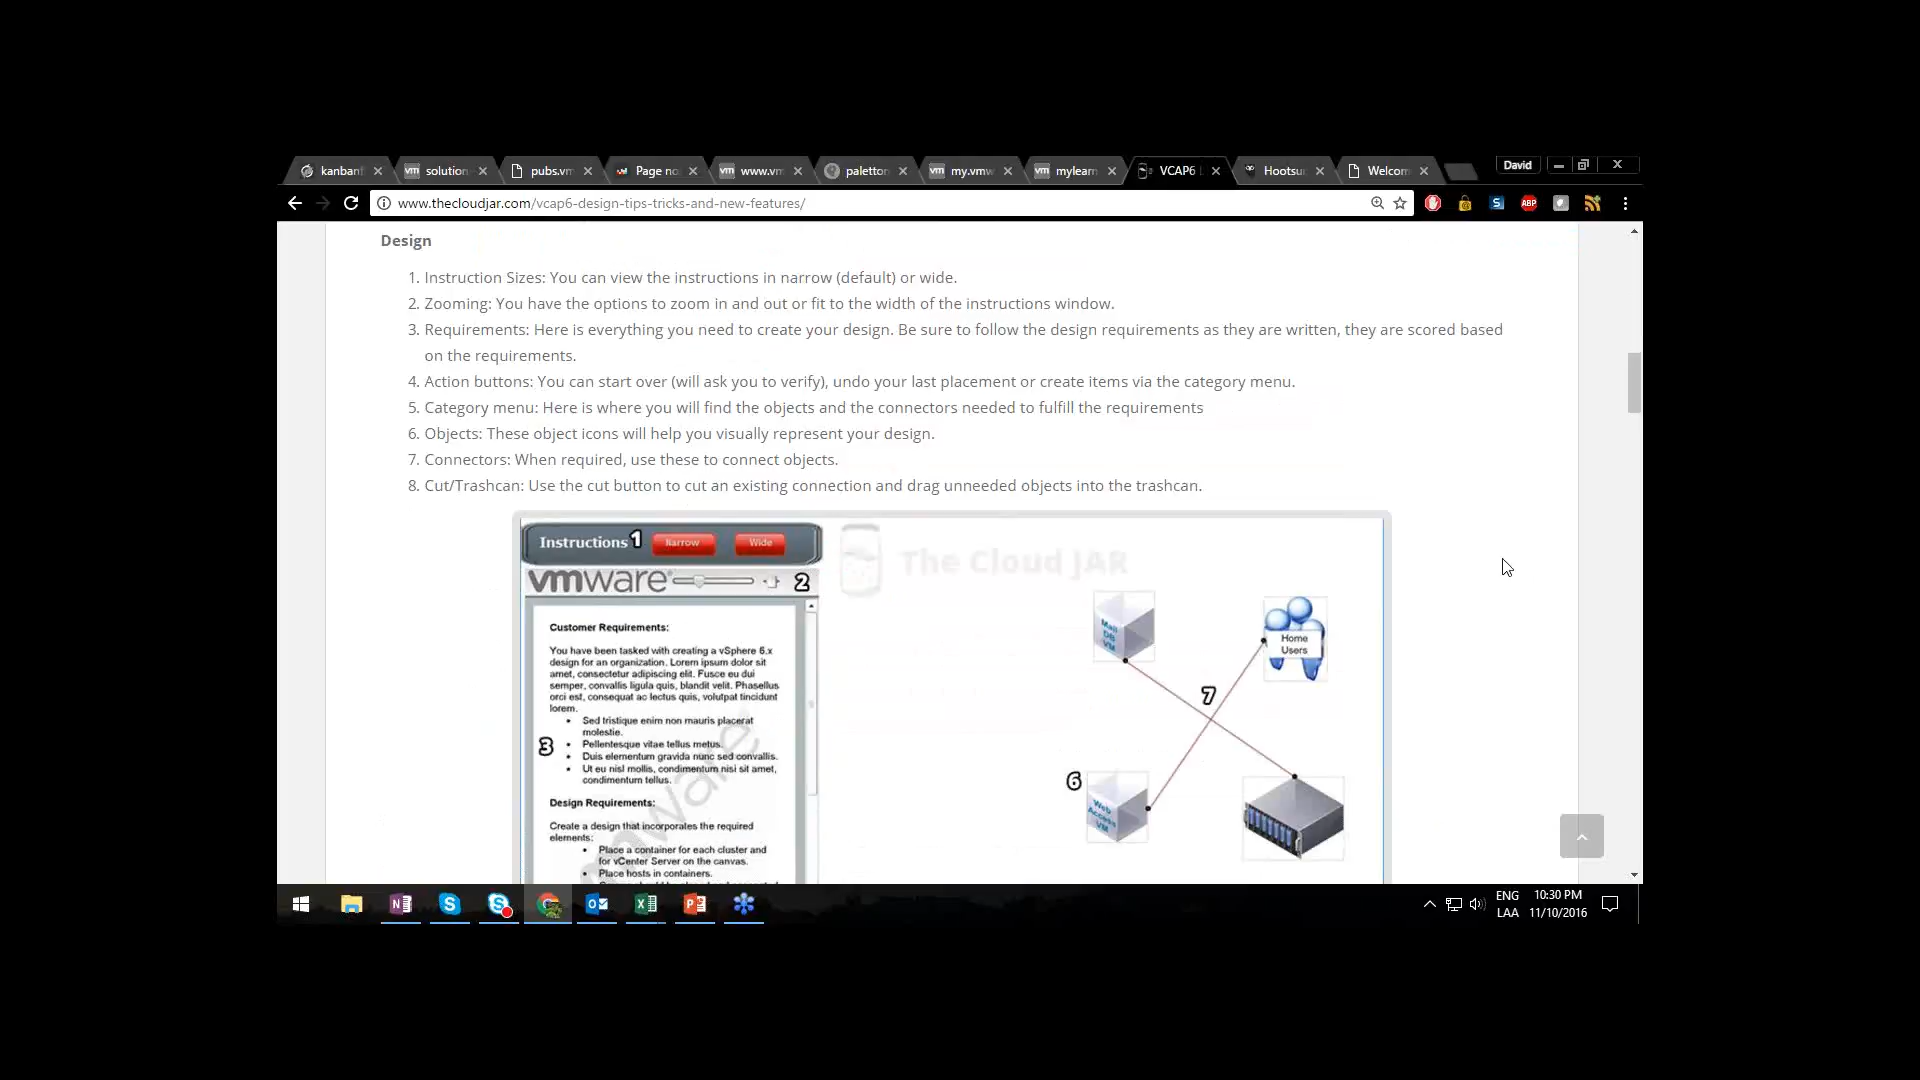 kanbanf
solution
pubs.vm
Page no
www.vm
paletton
my.vmw
mylearn
VCAP6
Hootsu
Welcom
David
www.thecloudjar.com/vcap6-design-tips-tricks-and-new-features/
ABP
Design
1. Instruction Sizes: You can view the instructions in narrow (default) or wide.
2. Zooming: You have the options to zoom in and out or fit to the width of the instructions window.
3. Requirements: Here is everything you need to create your design. Be sure to follow the design requirements as they are written, they are scored based
on the requirements.
4. Action buttons: You can start over (will ask you to verify), undo your last placement or create items via the category menu.
5. Category menu: Here is where you will find the objects and the connectors needed to fulfill the requirements
6. Objects: These object icons will help you visually represent your design.
7. Connectors: When required, use these to connect objects.
8. Cut/Trashcan: Use the cut button to cut an existing connection and drag unneeded objects into the trashcan.
Instructions 1 Narrow Wide
The Cloud JAR
vmware 2
Customer Requirements:
You have been tasked with creating a vSphere 6.x
design for an organization. Lorem ipsum dolor sit
amet, consectetur adipiscing elit. Fusce eu dui
semper, convallis ligula quis, blandit velit. Phasellus
orci est, consequat ac lectus quis, volutpat tincidunt
lorem.
• Sed tristique enim non mauris placerat
molestie.
3 • Pellentesque vitae tellus metus.
• Duis elementum gravida nunc sed convallis.
• Ut eu nisl mollis, condimentum nisi sit amet,
condimentum tellus.
Design Requirements:
Create a design that incorporates the required
elements:
• Place a container for each cluster and
for vCenter Server on the canvas.
• Place hosts in containers.
Mail
DB
VM
Home
Users
7
6
Web
Access
VM
ENG
LAA
10:30 PM
11/10/2016